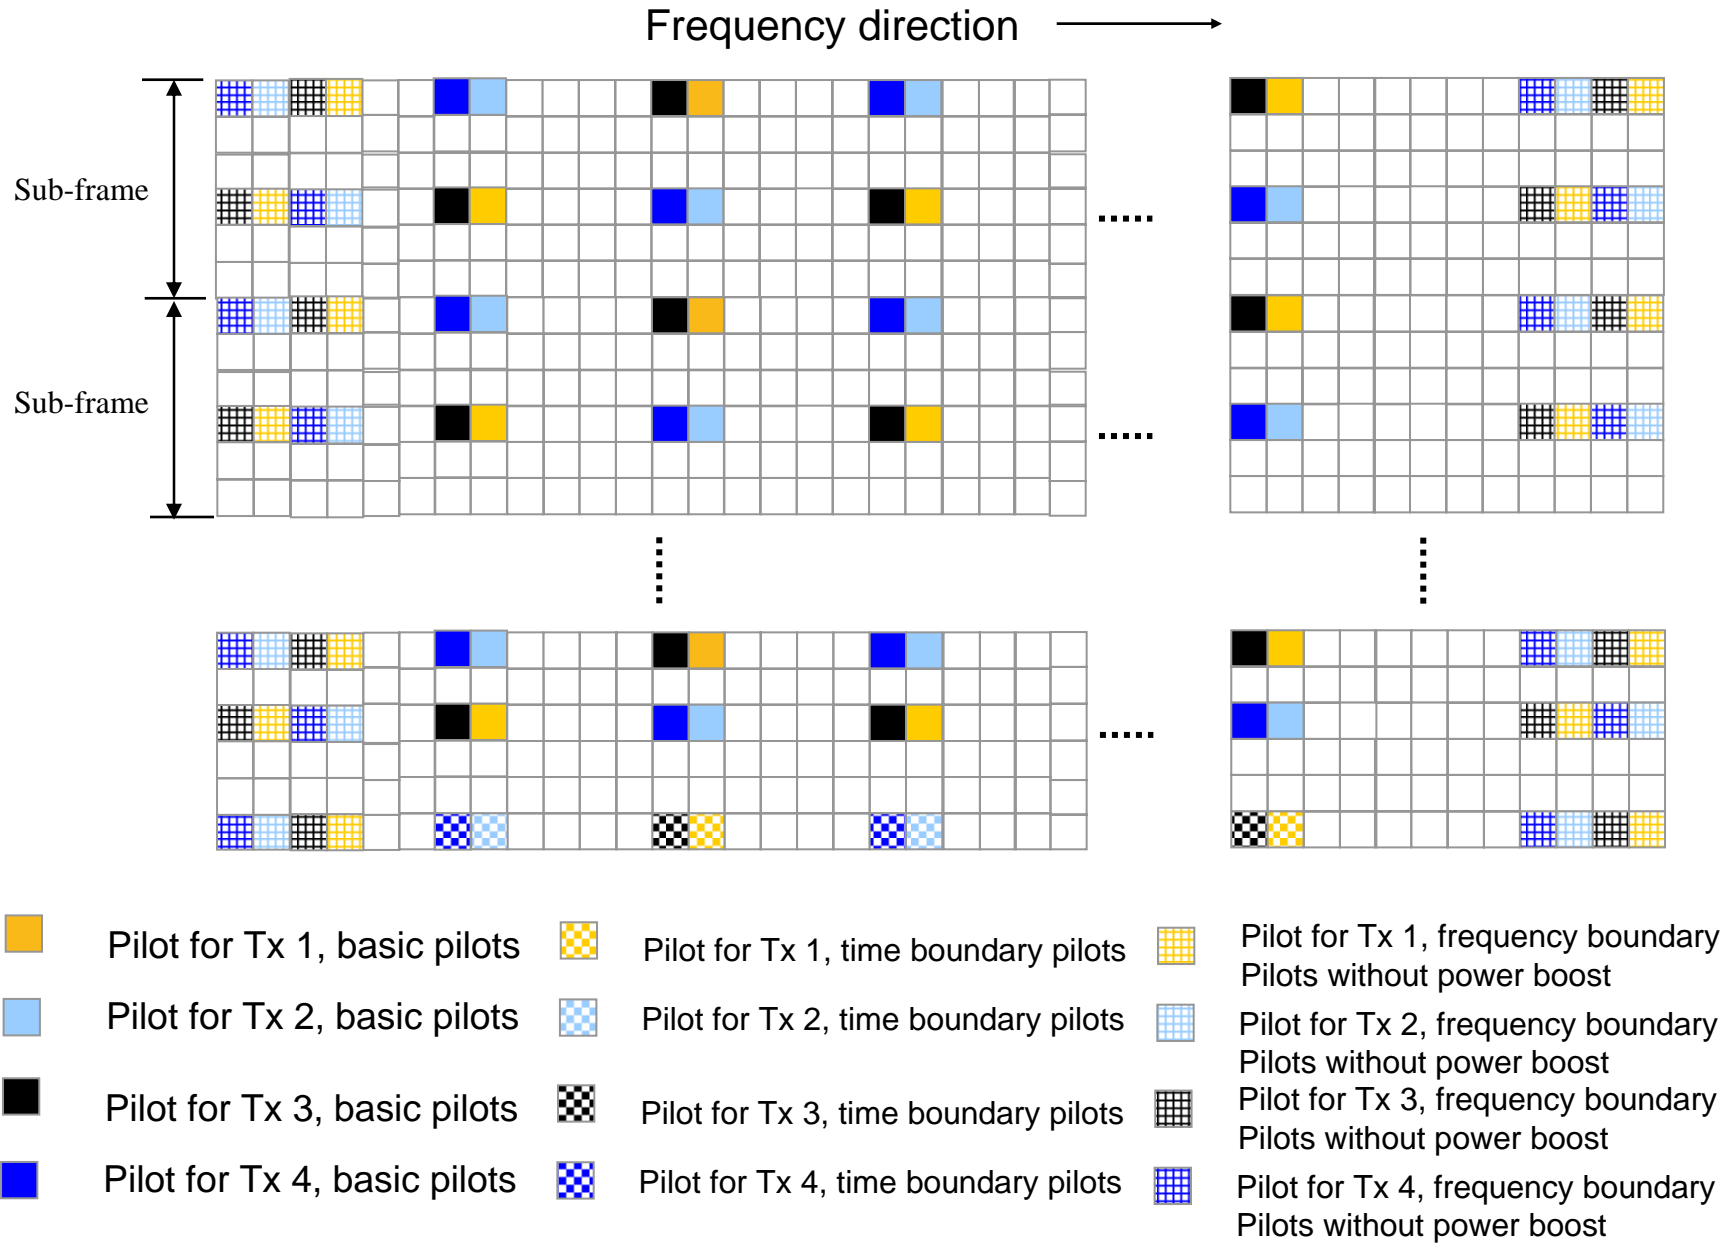 Frequency direction
Sub-frame
Sub-frame
Pilot for Tx 1, basic pilots
Pilot for Tx 1, time boundary pilots
Pilot for Tx 1, frequency boundary
Pilots without power boost
Pilot for Tx 2, basic pilots
Pilot for Tx 2, time boundary pilots
Pilot for Tx 2, frequency boundary
Pilots without power boost
Pilot for Tx 3, basic pilots
Pilot for Tx 3, time boundary pilots
Pilot for Tx 3, frequency boundary
Pilots without power boost
Pilot for Tx 4, basic pilots
Pilot for Tx 4, time boundary pilots
Pilot for Tx 4, frequency boundary
Pilots without power boost